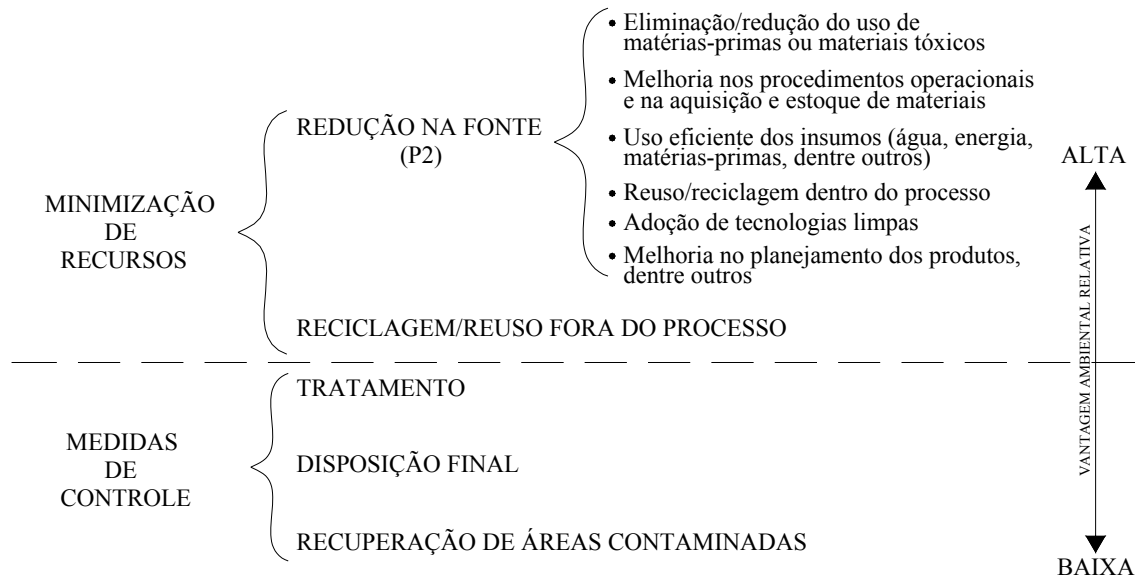 • Eliminação/redução do uso de
matérias-primas ou materiais tóxicos
• Melhoria nos procedimentos operacionais
e na aquisição e estoque de materiais
REDUÇÃO NA FONTE
(P2)
• Uso eficiente dos insumos (água, energia,
matérias-primas, dentre outros)
• Reuso/reciclagem dentro do processo
• Adoção de tecnologias limpas
• Melhoria no planejamento dos produtos,
dentre outros
MINIMIZAÇÃO
DE
RECURSOS
RECICLAGEM/REUSO FORA DO PROCESSO
TRATAMENTO
MEDIDAS
DE
CONTROLE
DISPOSIÇÃO FINAL
RECUPERAÇÃO DE ÁREAS CONTAMINADAS
ALTA
VANTAGEM AMBIENTAL RELATIVA
BAIXA